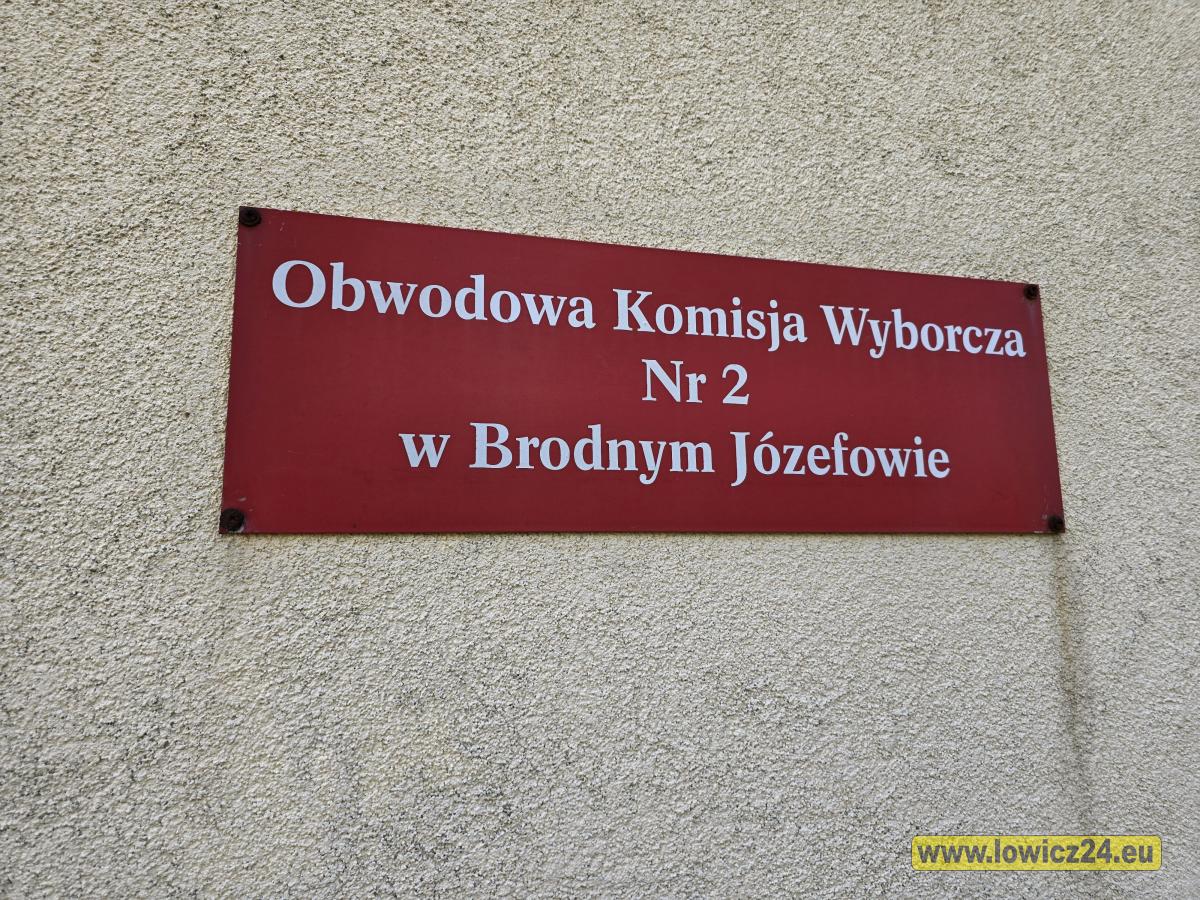 Obwodowa Komisja Wyborcza
Nr 2
w Brodnym Józefowie
www.lowicz24.eu